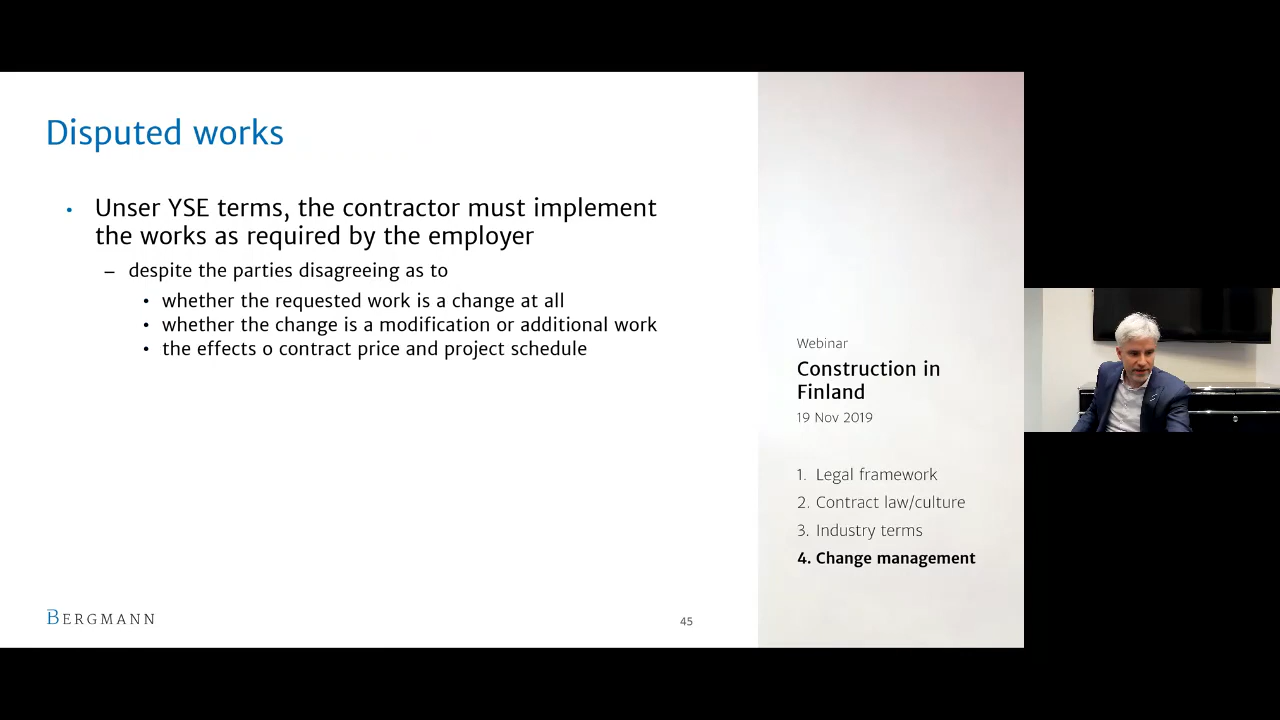 Disputed works
• Unser YSE terms, the contractor must implement
the works as required by the employer
– despite the parties disagreeing as to
• whether the requested work is a change at all
• whether the change is a modification or additional work
• the effects o contract price and project schedule
Webinar
Construction in
Finland
19 Nov 2019
1. Legal framework
2. Contract law/culture
3. Industry terms
4. Change management
BERGMANN
45